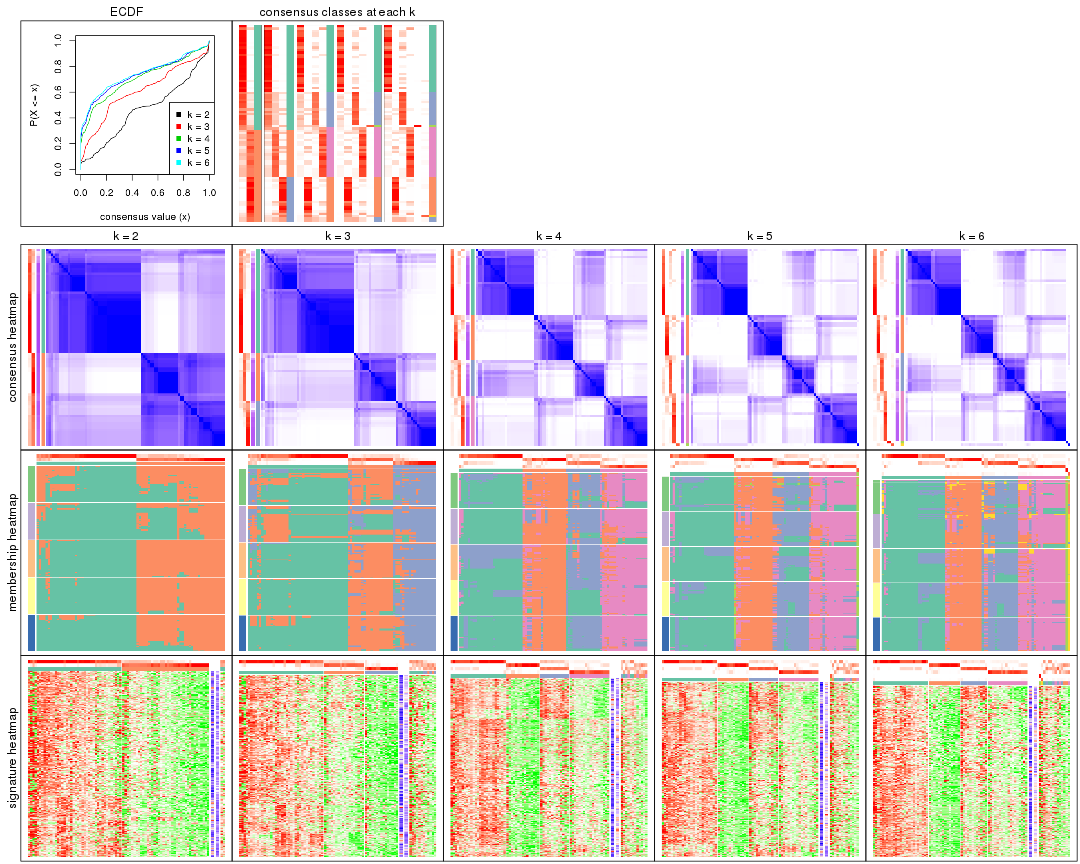 ECDF
consensus classes at each k
P(X <= x)
0.0
0.2
0.4
0.6
0.8
1.0
k = 2
k = 3
k = 4
k = 5
k = 6
0.0 0.2 0.4 0.6 0.8 1.0
consensus value (x)
k = 2
k = 3
k = 4
k = 5
k = 6
consensus heatmap
membership heatmap
signature heatmap